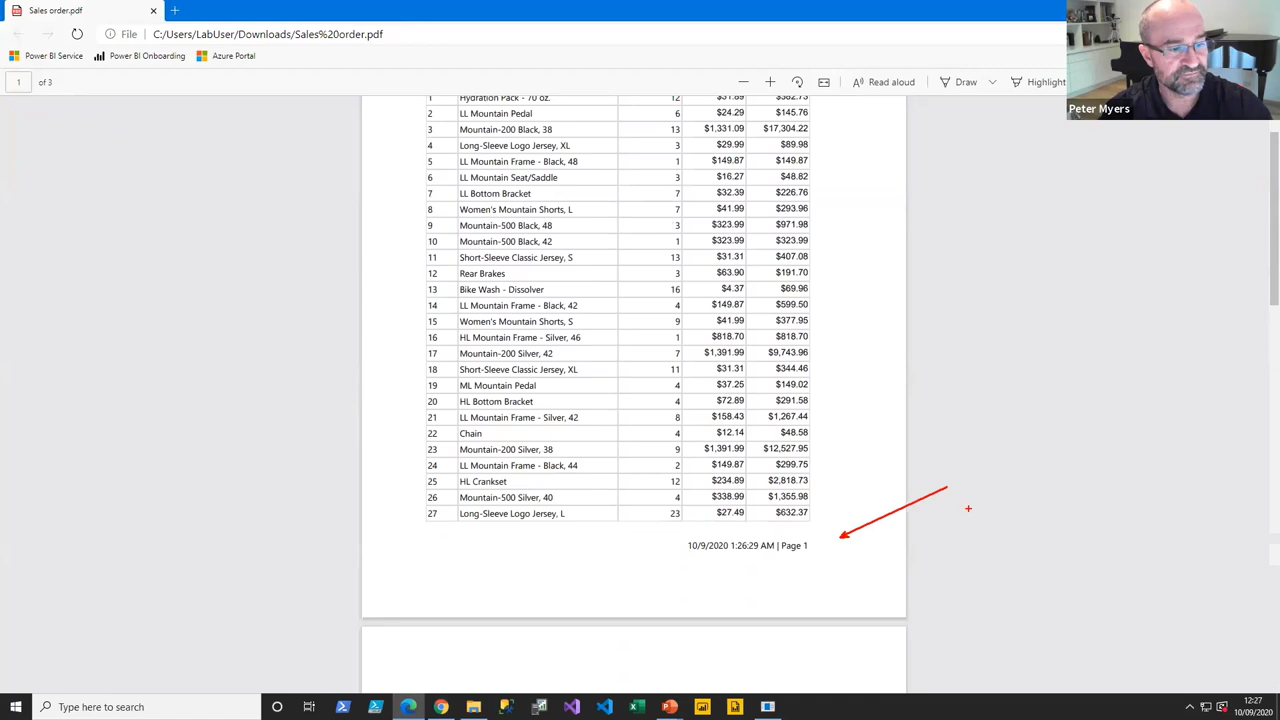 Sales order.pdf
File C:/Users/LabUser/Downloads/Sales%20order.pdf
Power BI Service Power BI Onboarding Azure Portal
1 of 3 Read aloud Draw Highlight
Peter Myers
1 Hydration Pack - 70 oz. 12 $31.89 $382.73
2 LL Mountain Pedal 6 $24.29 $145.76
3 Mountain-200 Black, 38 13 $1,331.09 $17,304.22
4 Long-Sleeve Logo Jersey, XL 3 $29.99 $89.98
5 LL Mountain Frame - Black, 48 1 $149.87 $149.87
6 LL Mountain Seat/Saddle 3 $16.27 $48.82
7 LL Bottom Bracket 7 $32.39 $226.76
8 Women's Mountain Shorts, L 7 $41.99 $293.96
9 Mountain-500 Black, 48 3 $323.99 $971.98
10 Mountain-500 Black, 42 1 $323.99 $323.99
11 Short-Sleeve Classic Jersey, S 13 $31.31 $407.08
12 Rear Brakes 3 $63.90 $191.70
13 Bike Wash - Dissolver 16 $4.37 $69.96
14 LL Mountain Frame - Black, 42 4 $149.87 $599.50
15 Women's Mountain Shorts, S 9 $41.99 $377.95
16 HL Mountain Frame - Silver, 46 1 $818.70 $818.70
17 Mountain-200 Silver, 42 7 $1,391.99 $9,743.96
18 Short-Sleeve Classic Jersey, XL 11 $31.31 $344.46
19 ML Mountain Pedal 4 $37.25 $149.02
20 HL Bottom Bracket 4 $72.89 $291.58
21 LL Mountain Frame - Silver, 42 8 $158.43 $1,267.44
22 Chain 4 $12.14 $48.58
23 Mountain-200 Silver, 38 9 $1,391.99 $12,527.95
24 LL Mountain Frame - Black, 44 2 $149.87 $299.75
25 HL Crankset 12 $234.89 $2,818.73
26 Mountain-500 Silver, 40 4 $338.99 $1,355.98
27 Long-Sleeve Logo Jersey, L 23 $27.49 $632.37
10/9/2020 1:26:29 AM | Page 1
Type here to search
12:27
10/09/2020